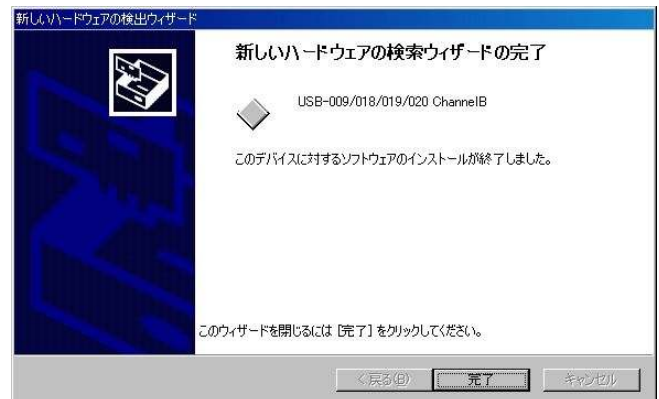 新しいハードウェアの検出ウィザード
新しいハードウェアの検索ウィザードの完了
USB-009/018/019/020 ChannelB
このデバイスに対するソフトウェアのインストールが終了しました。
このウィザードを閉じるには [完了] をクリックしてください。
< 戻る(B)
完了
キャンセル